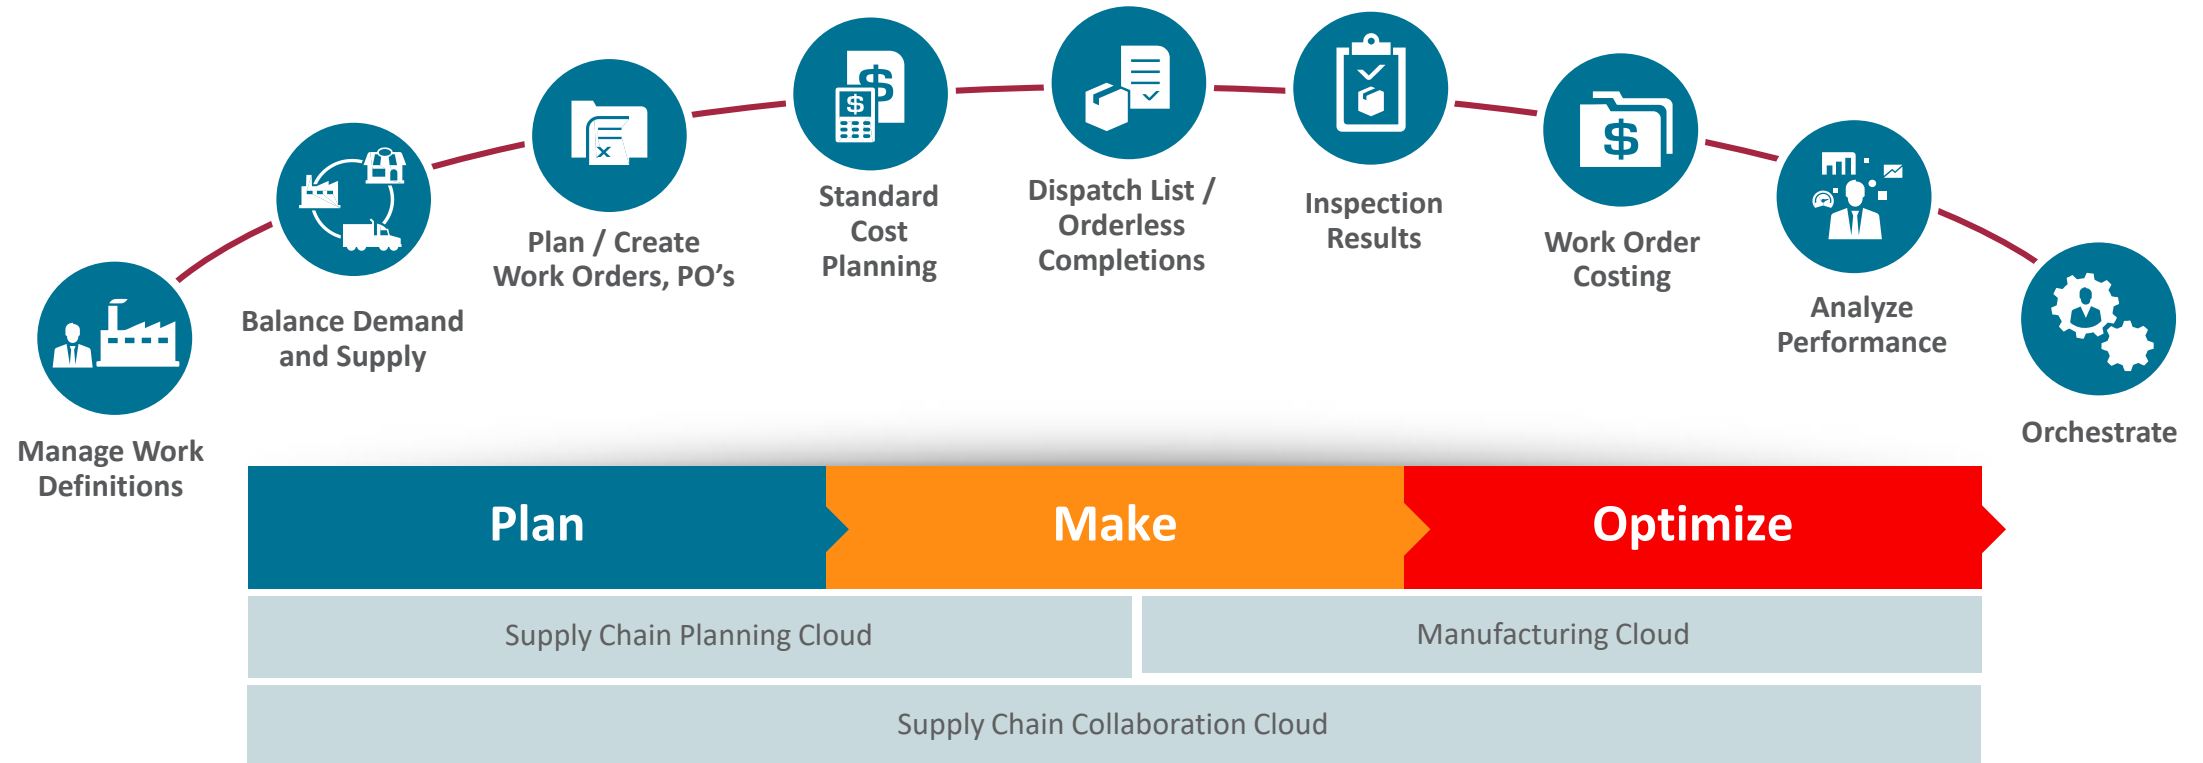 Manage Work
Definitions
Balance Demand
and Supply
Plan / Create
Work Orders, PO’s
Standard
Cost
Planning
Dispatch List /
Orderless
Completions
Inspection
Results
Work Order
Costing
Analyze
Performance
Orchestrate
Plan
Make
Optimize
Supply Chain Planning Cloud
Manufacturing Cloud
Supply Chain Collaboration Cloud